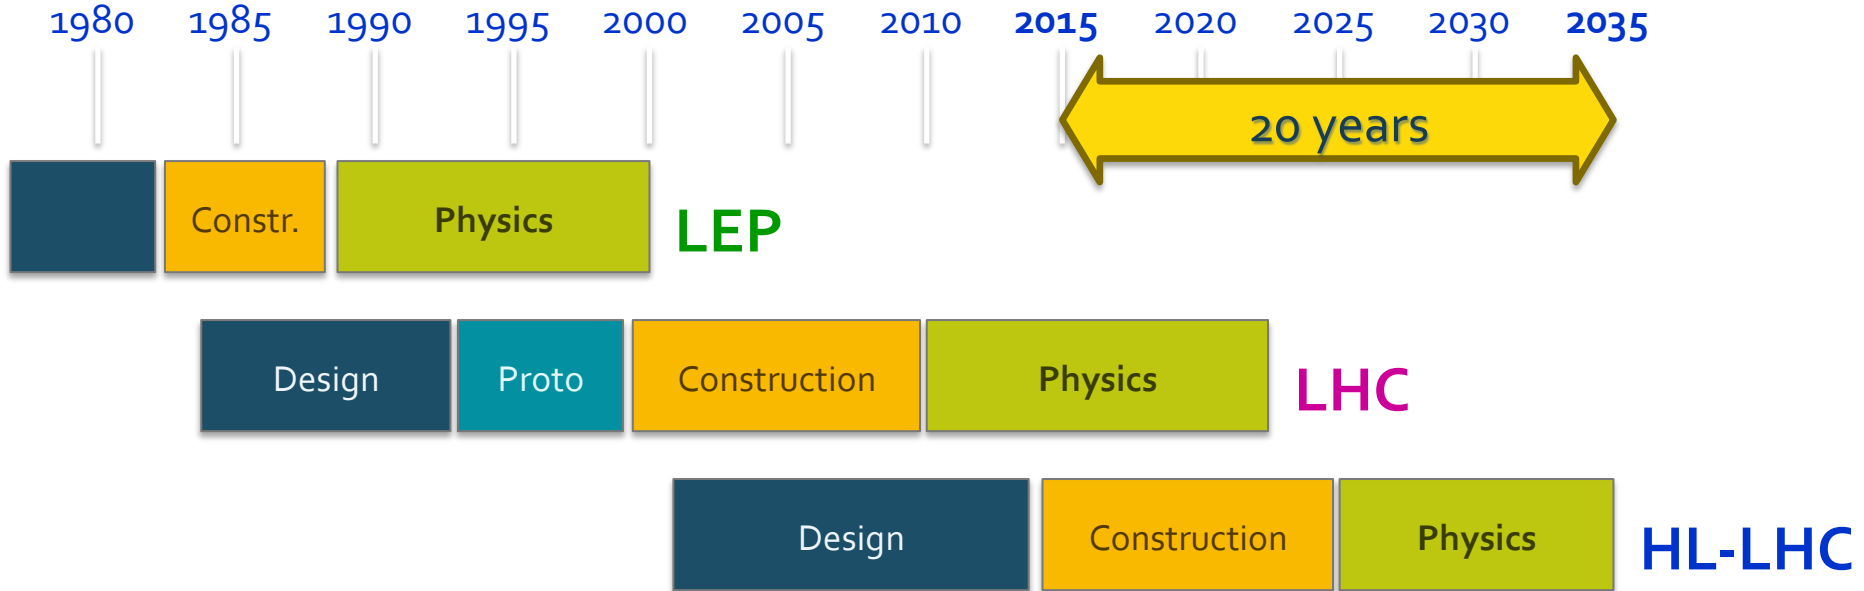 1980 1985 1990 1995 2000 2005 2010 2015 2020 2025 2030 2035
20 years
Constr. Physics LEP
Design Proto Construction Physics LHC
Design Construction Physics HL-LHC